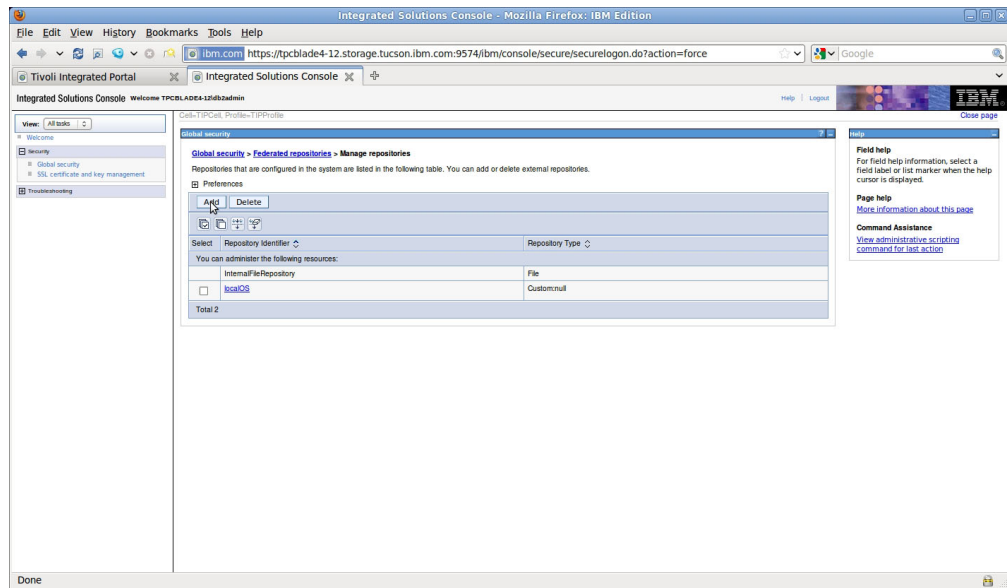 Integrated Solutions Console - Mozilla Firefox: IBM Edition
File Edit View History Bookmarks Tools Help
ibm.com https://tpcblade4-12.storage.tucson.ibm.com:9574/ibm/console/secure/securelogon.do?action=force
Google
Tivoli Integrated Portal
Integrated Solutions Console
Integrated Solutions Console Welcome TPCBLADE4-12\db2admin
Help | Logout
IBM.
Cell=TIPCell, Profile=TIPProfile
Close page
View: All tasks
Welcome
Security
Global security
SSL certificate and key management
Troubleshooting
Global security
Global security > Federated repositories > Manage repositories
Repositories that are configured in the system are listed in the following table. You can add or delete external repositories.
Preferences
Add Delete
Select Repository Identifier Repository Type
You can administer the following resources:
InternalFileRepository File
localOS Custom:null
Total 2
Help
Field help
For field help information, select a
field label or list marker when the help
cursor is displayed.
Page help
More information about this page
Command Assistance
View administrative scripting
command for last action
Done